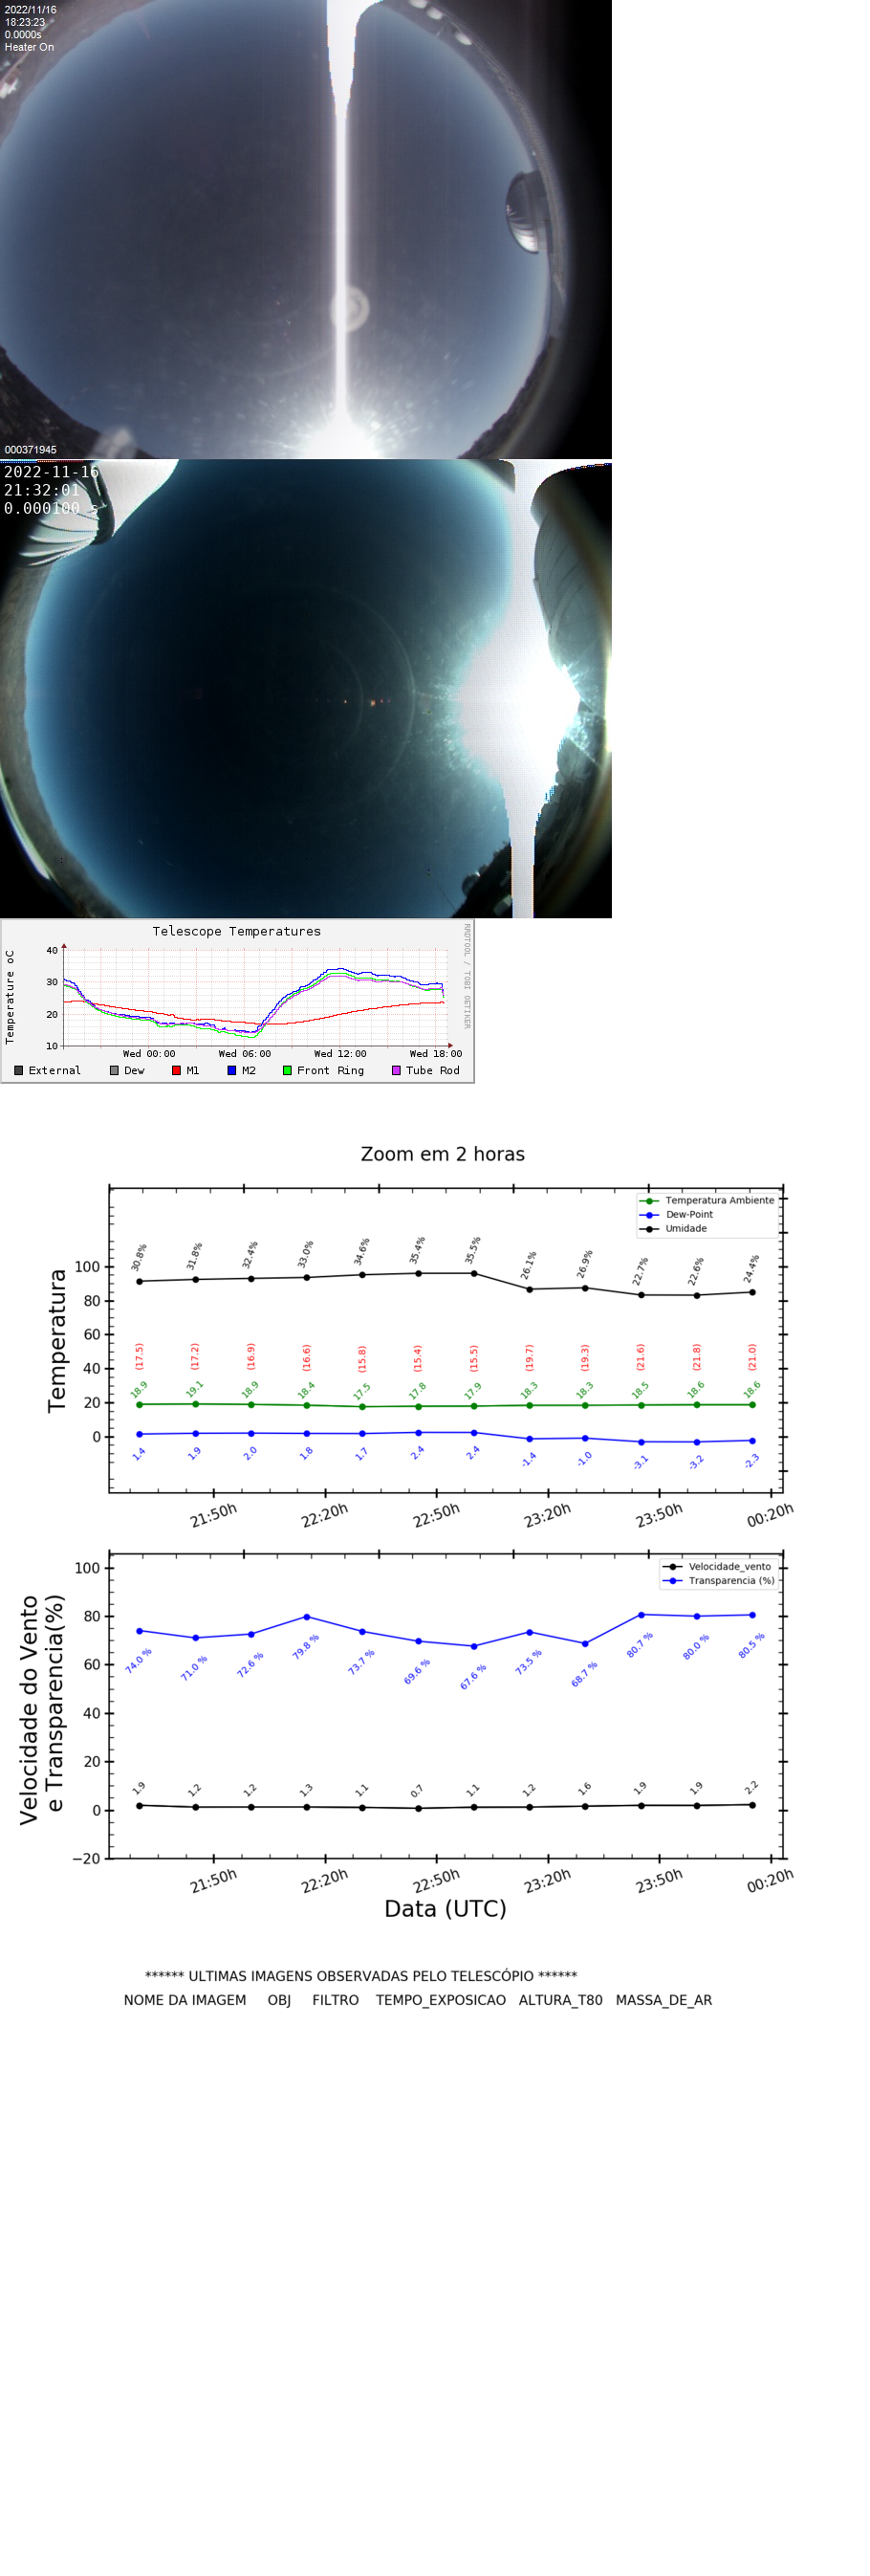 2022/11/16
18:23:23
0.0000s
Heater On
000371945
2022-11-16
21:32:01
0.000100 s
Telescope Temperatures
RRDTOOL / TOBI OETIKER
Temperature oC
40
30
20
10
Wed 00:00 Wed 06:00 Wed 12:00 Wed 18:00
External Dew M1 M2 Front Ring Tube Rod
Zoom em 2 horas
Temperatura Ambiente
Dew-Point
Umidade
Temperatura
100
80
60
40
20
0
30.8% 31.8% 32.4% 33.0% 34.6% 35.4% 35.5% 26.1% 26.9% 22.7% 22.6% 24.4%
(17.5) (17.2) (16.9) (16.6) (15.8) (15.4) (15.5) (19.7) (19.3) (21.6) (21.8) (21.0)
18.9 19.1 18.9 18.4 17.5 17.8 17.9 18.3 18.3 18.5 18.6 18.6
1.4 1.9 2.0 1.8 1.7 2.4 2.4 -1.4 -1.0 -3.1 -3.2 -2.3
21:50h 22:20h 22:50h 23:20h 23:50h 00:20h
Velocidade_vento
Transparencia (%)
Velocidade do Vento
e Transparencia(%)
100
80
60
40
20
0
−20
74.0 % 71.0 % 72.6 % 79.8 % 73.7 % 69.6 % 67.6 % 73.5 % 68.7 % 80.7 % 80.0 % 80.5 %
1.9 1.2 1.2 1.3 1.1 0.7 1.1 1.2 1.6 1.9 1.9 2.2
21:50h 22:20h 22:50h 23:20h 23:50h 00:20h
Data (UTC)
****** ULTIMAS IMAGENS OBSERVADAS PELO TELESCÓPIO ******
NOME DA IMAGEM OBJ FILTRO TEMPO_EXPOSICAO ALTURA_T80 MASSA_DE_AR